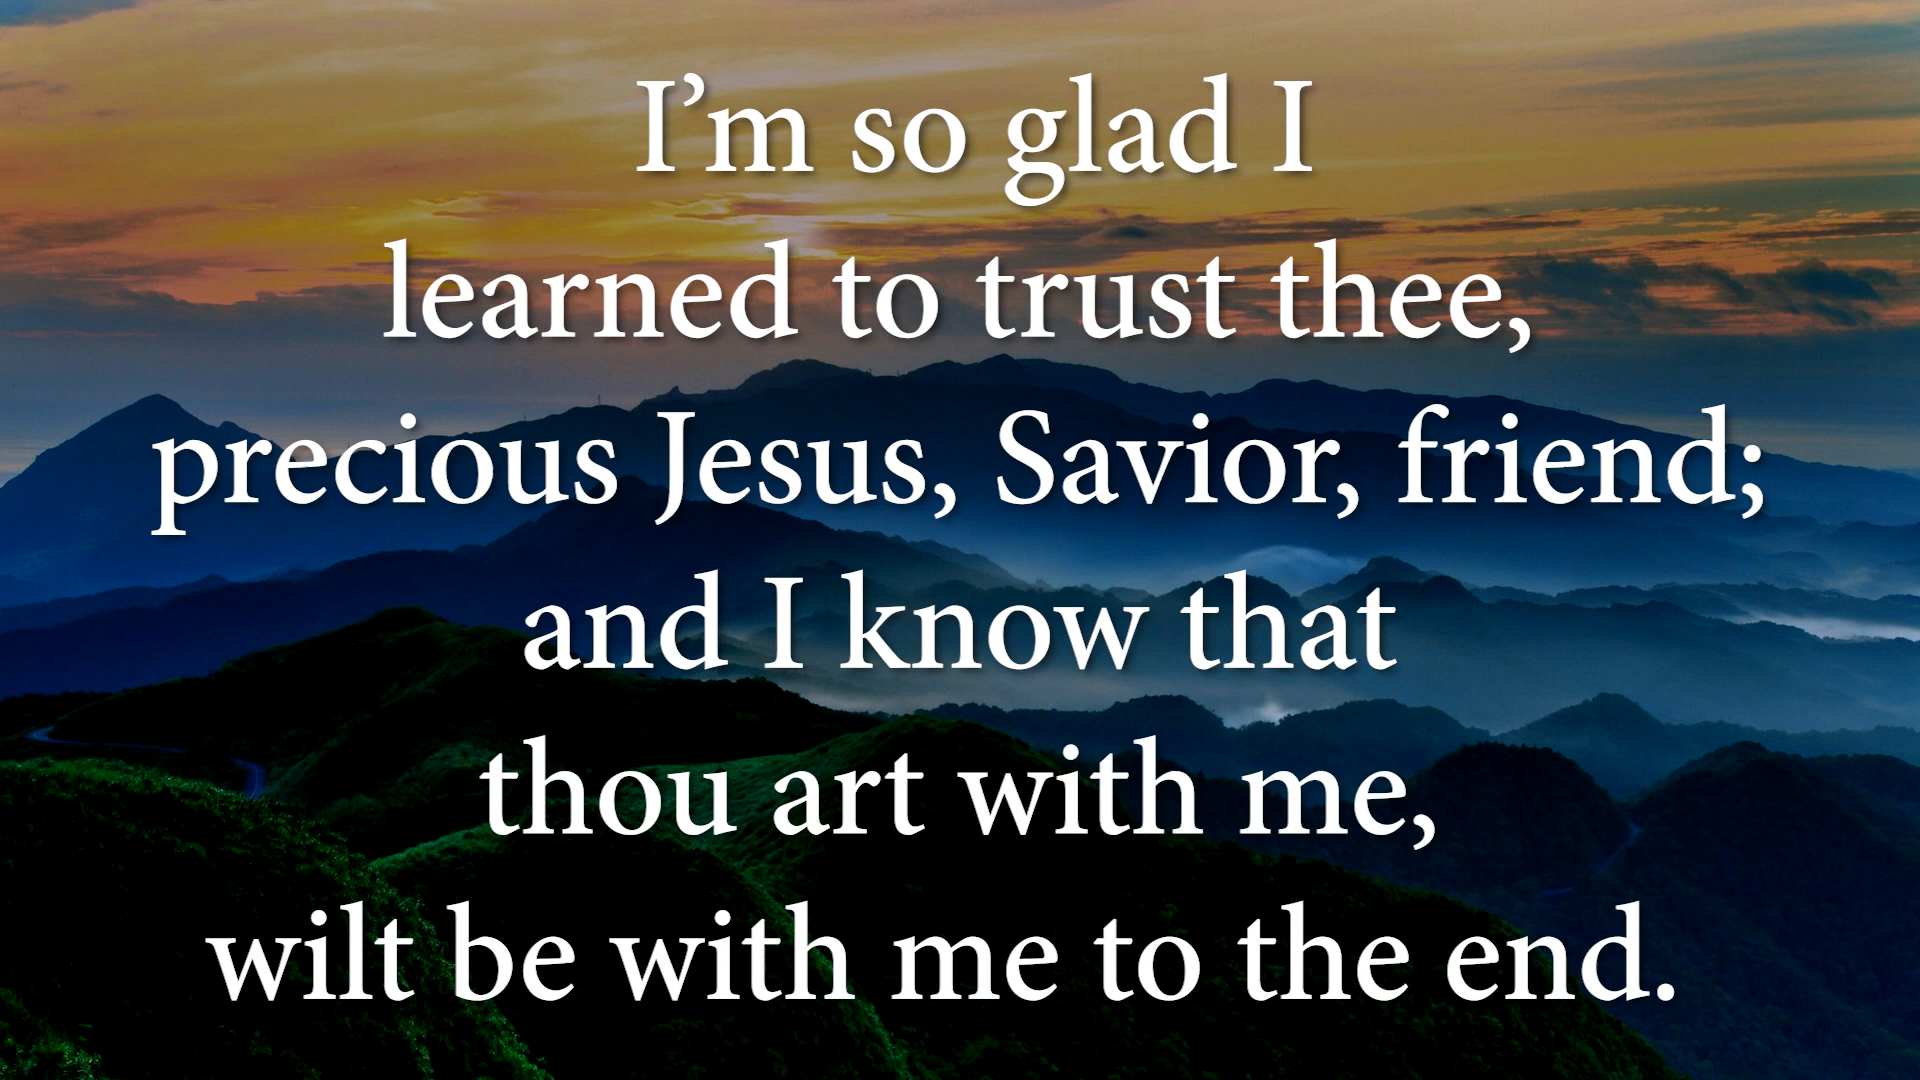 I’m so glad I
learned to trust thee,
precious Jesus, Savior, friend;
and I know that
thou art with me,
wilt be with me to the end.